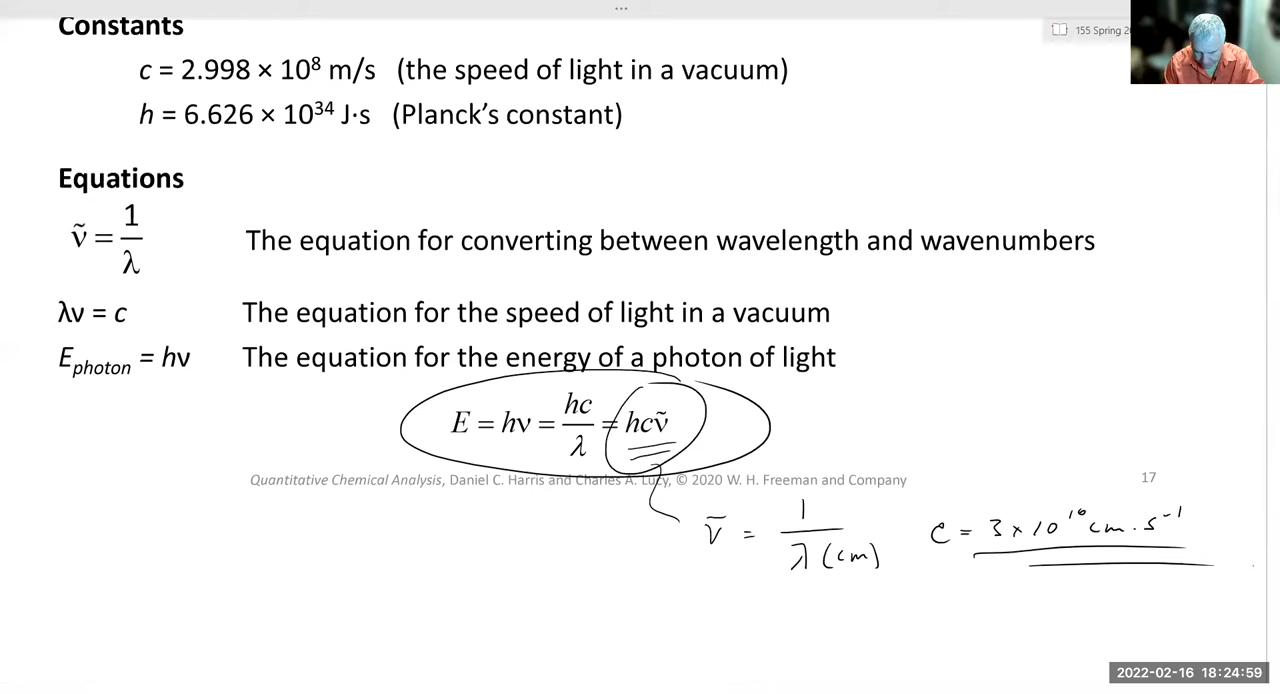 ...
Constants
155 Spring 20
c = 2.998 × 10⁸ m/s (the speed of light in a vacuum)
h = 6.626 × 10³⁴ J·s (Planck’s constant)
Equations
ν̃ = 1/λ The equation for converting between wavelength and wavenumbers
λν = c The equation for the speed of light in a vacuum
E_photon = hν The equation for the energy of a photon of light
E = hν = hc/λ = hcν̃
Quantitative Chemical Analysis, Daniel C. Harris and Charles A. Lucy, © 2020 W. H. Freeman and Company
17
ν̄ = 1/λ(cm) c = 3 × 10¹⁰ cm·s⁻¹
2022-02-16 18:24:59